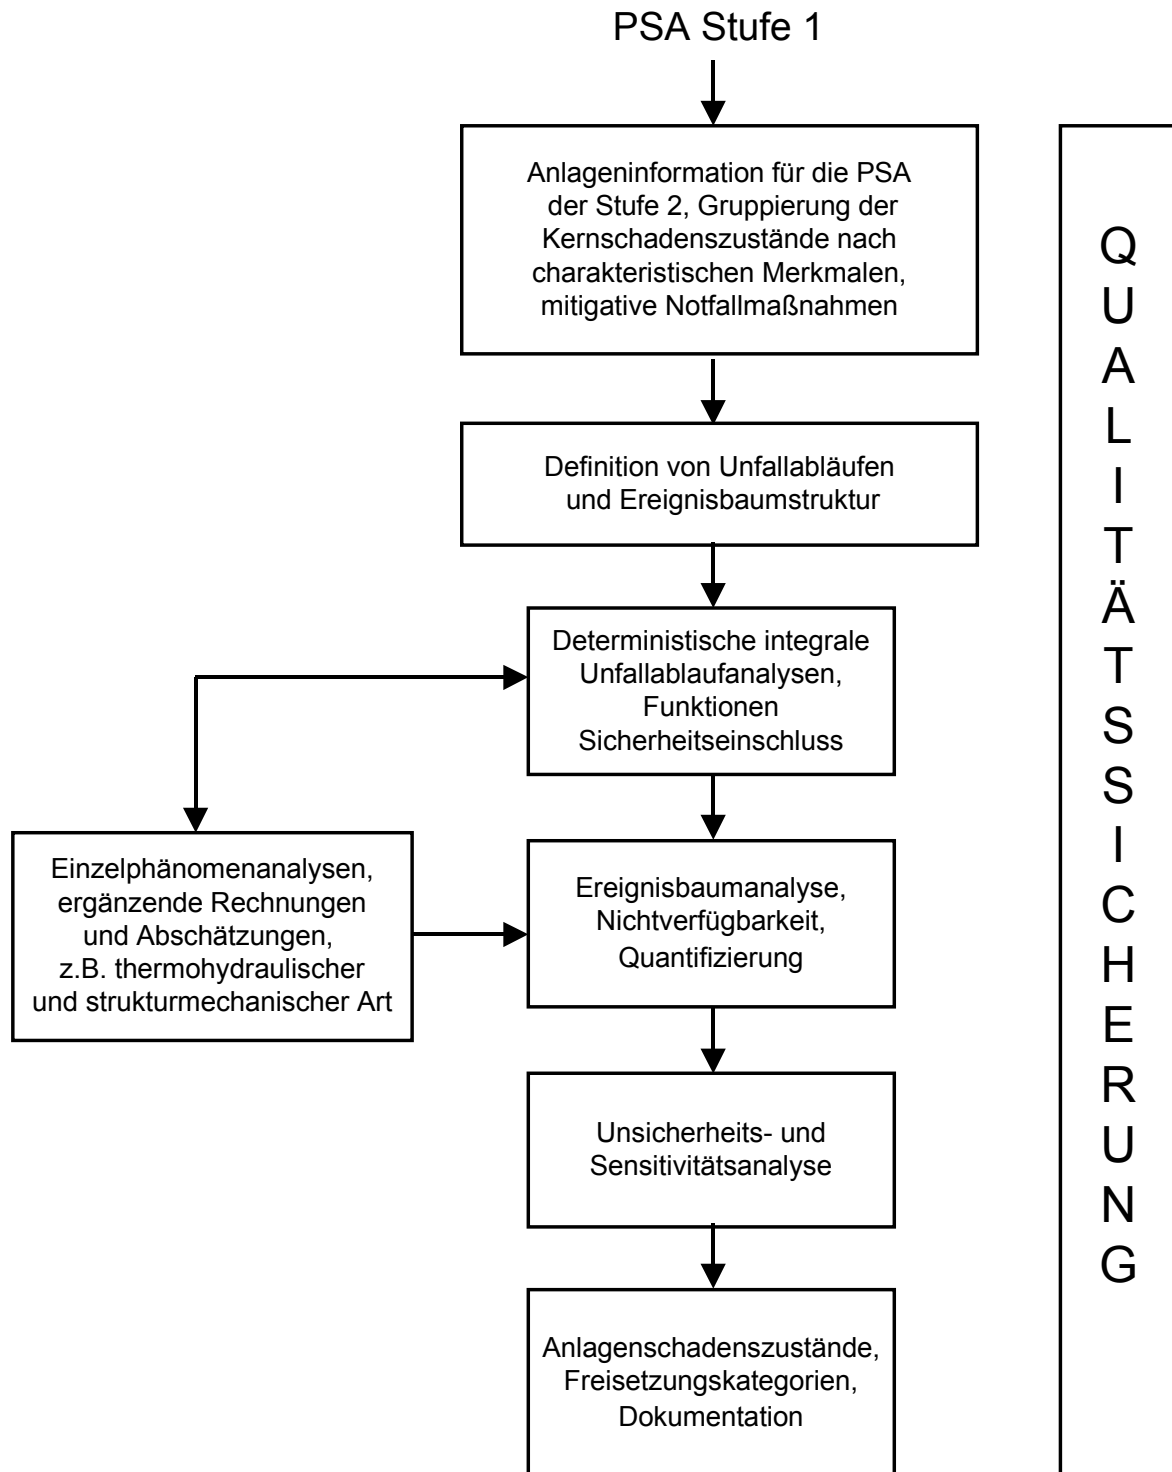 PSA Stufe 1
Anlageninformation für die PSA
der Stufe 2, Gruppierung der
Kernschadenszustände nach
charakteristischen Merkmalen,
mitigative Notfallmaßnahmen
Definition von Unfallabläufen
und Ereignisbaumstruktur
Deterministische integrale
Unfallablaufanalysen,
Funktionen
Sicherheitseinschluss
Einzelphänomenanalysen,
ergänzende Rechnungen
und Abschätzungen,
z.B. thermohydraulischer
und strukturmechanischer Art
Ereignisbaumanalyse,
Nichtverfügbarkeit,
Quantifizierung
Unsicherheits- und
Sensitivitätsanalyse
Anlagenschadenszustände,
Freisetzungskategorien,
Dokumentation
QUALITÄTSSICHERUNG